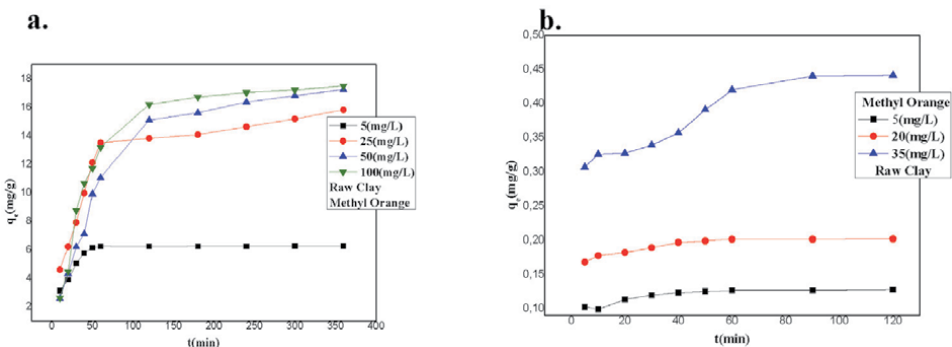 a.
18
16
14
12
10
8
6
4
2
qₑ(mg/g)
0 50 100 150 200 250 300 350 400
t(min)
5(mg/L)
25(mg/L)
50(mg/L)
100(mg/L)
Raw Clay
Methyl Orange
b.
0,50
0,45
0,40
0,35
0,30
0,25
0,20
0,15
0,10
qₑ(mg/g)
0 20 40 60 80 100 120
t(min)
Methyl Orange
5(mg/L)
20(mg/L)
35(mg/L)
Raw Clay